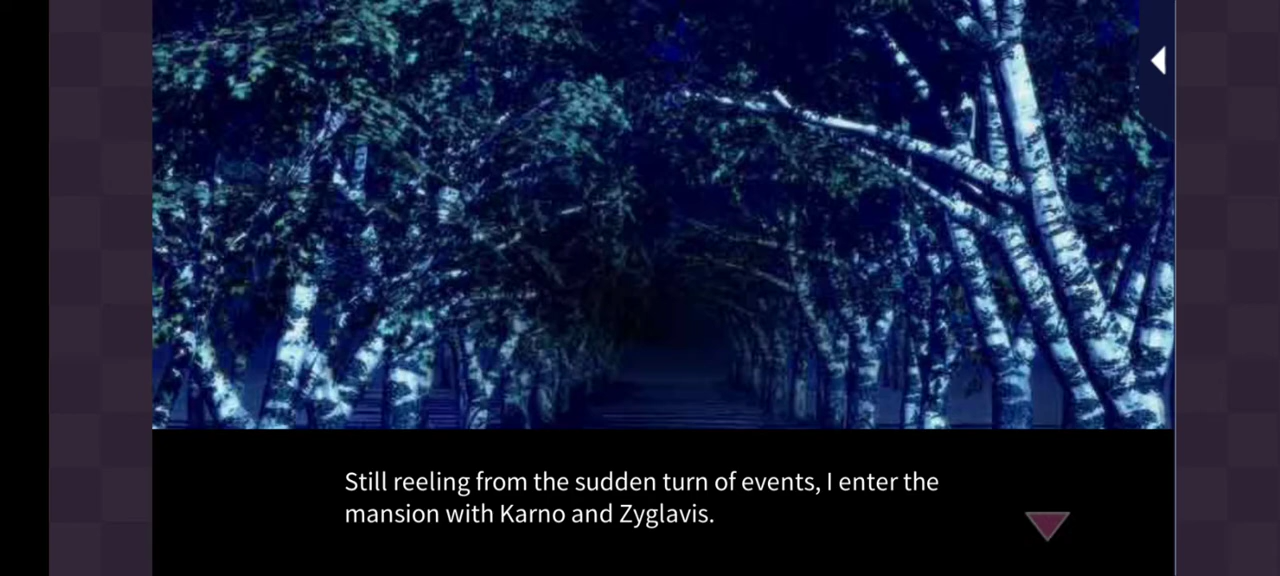 Still reeling from the sudden turn of events, I enter the
mansion with Karno and Zyglavis.